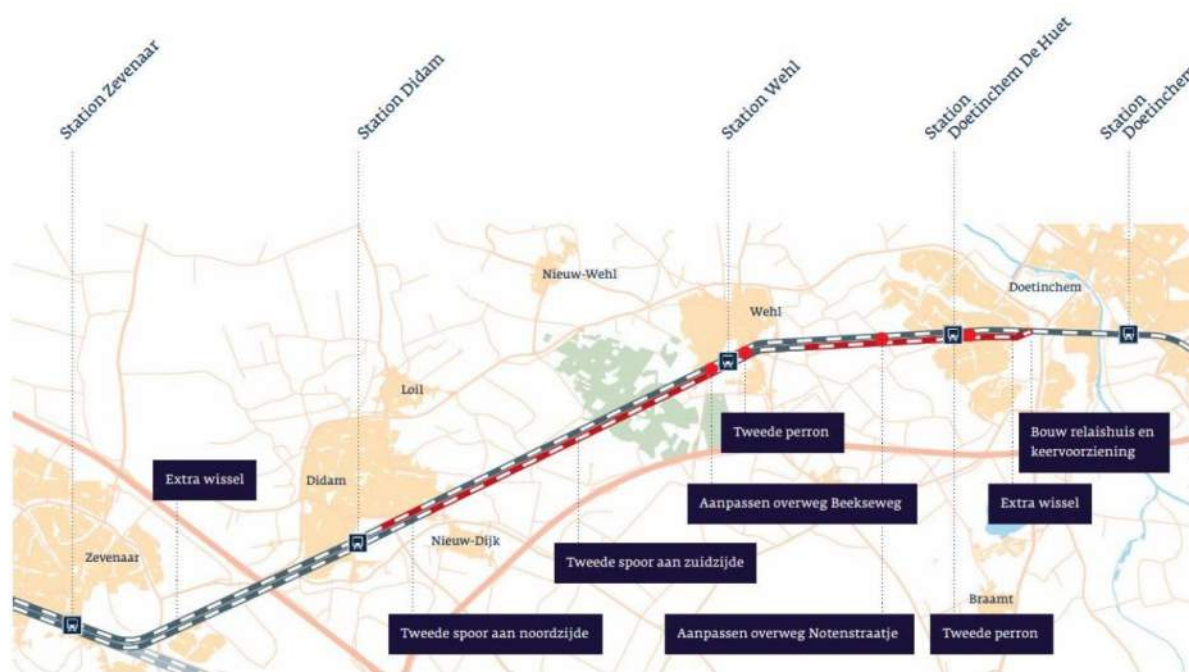 Station Zevenaar
Station Didam
Station Wehl
Station
Doetinchem De Huet
Station
Doetinchem
Nieuw-Wehl
Doetinchem
Wehl
Loil
Tweede perron
Bouw relaishuis en
keervoorziening
Extra wissel
Didam
Aanpassen overweg Beekseweg
Extra wissel
Nieuw-Dijk
Zevenaar
Tweede spoor aan zuidzijde
Braamt
Tweede spoor aan noordzijde
Aanpassen overweg Notenstraatje
Tweede perron